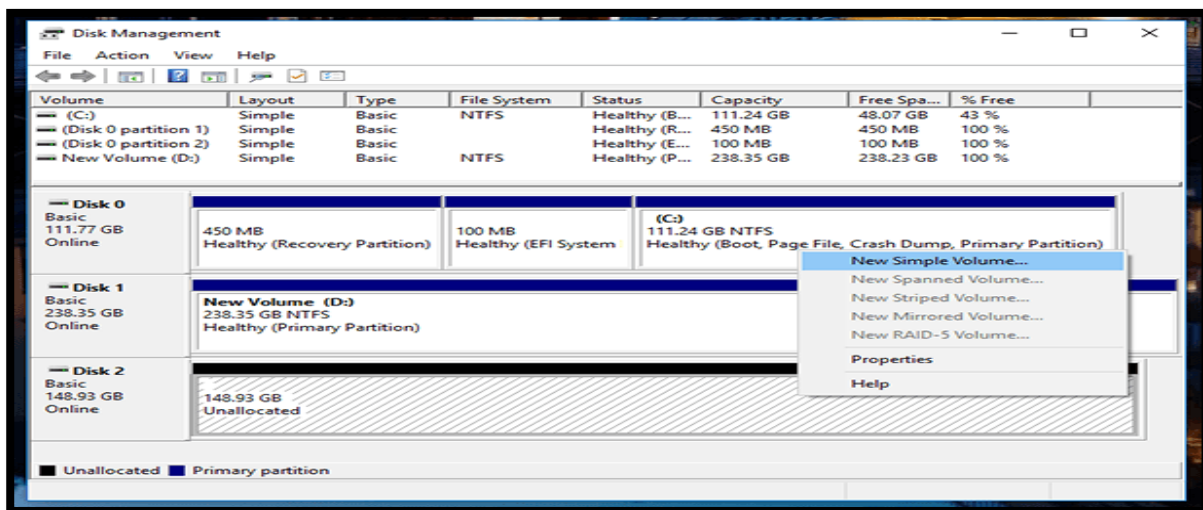 Disk Management
File Action View Help
Volume Layout Type File System Status Capacity Free Spa... % Free
(C:) Simple Basic NTFS Healthy (B... 111.24 GB 48.07 GB 43 %
(Disk 0 partition 1) Simple Basic Healthy (R... 450 MB 450 MB 100 %
(Disk 0 partition 2) Simple Basic Healthy (E... 100 MB 100 MB 100 %
New Volume (D:) Simple Basic NTFS Healthy (P... 238.35 GB 238.23 GB 100 %
Disk 0
Basic
111.77 GB
Online
450 MB
Healthy (Recovery Partition)
100 MB
Healthy (EFI System
(C:)
111.24 GB NTFS
Healthy (Boot, Page File, Crash Dump, Primary Partition)
New Simple Volume...
New Spanned Volume...
New Striped Volume...
New Mirrored Volume...
New RAID-5 Volume...
Properties
Help
Disk 1
Basic
238.35 GB
Online
New Volume (D:)
238.35 GB NTFS
Healthy (Primary Partition)
Disk 2
Basic
148.93 GB
Online
148.93 GB
Unallocated
Unallocated Primary partition